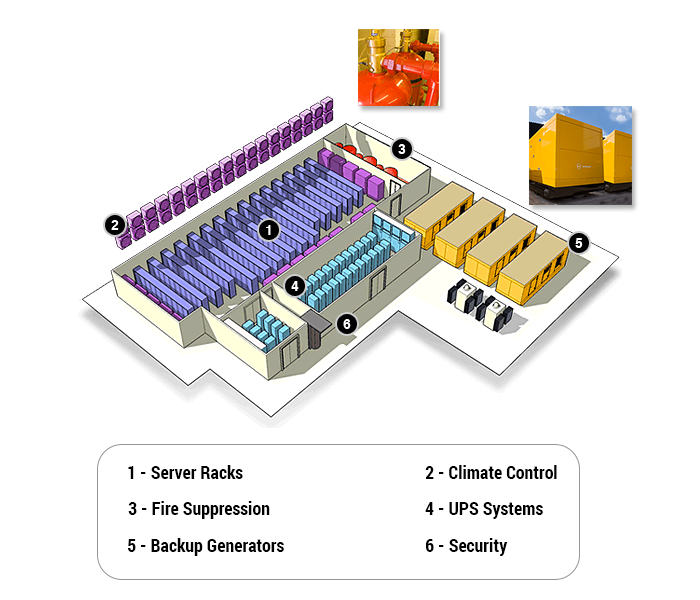 3
2
1
5
4
6
1 - Server Racks
2 - Climate Control
3 - Fire Suppression
4 - UPS Systems
5 - Backup Generators
6 - Security